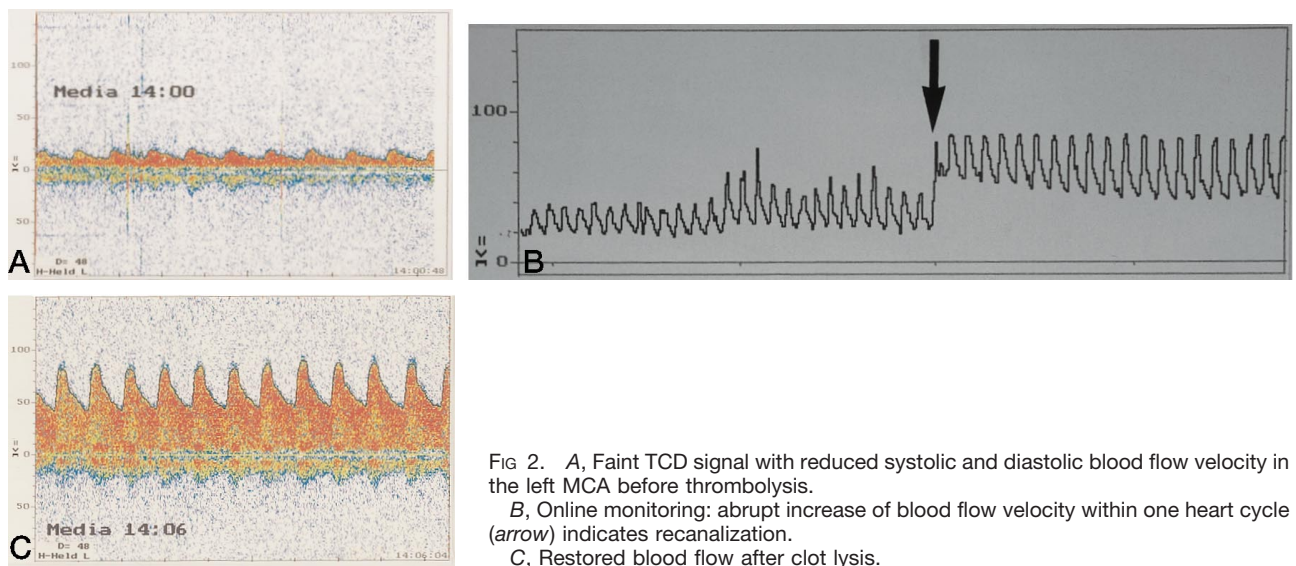 100
Media 14:00
50
0
50
A
D= 48
H-Held L
14:00:48
100
0
B
100
50
0
50
Media 14:06
C
D= 48
H-Held L
14:06:04
FIG 2. A, Faint TCD signal with reduced systolic and diastolic blood flow velocity in
the left MCA before thrombolysis.
B, Online monitoring: abrupt increase of blood flow velocity within one heart cycle
(arrow) indicates recanalization.
C, Restored blood flow after clot lysis.